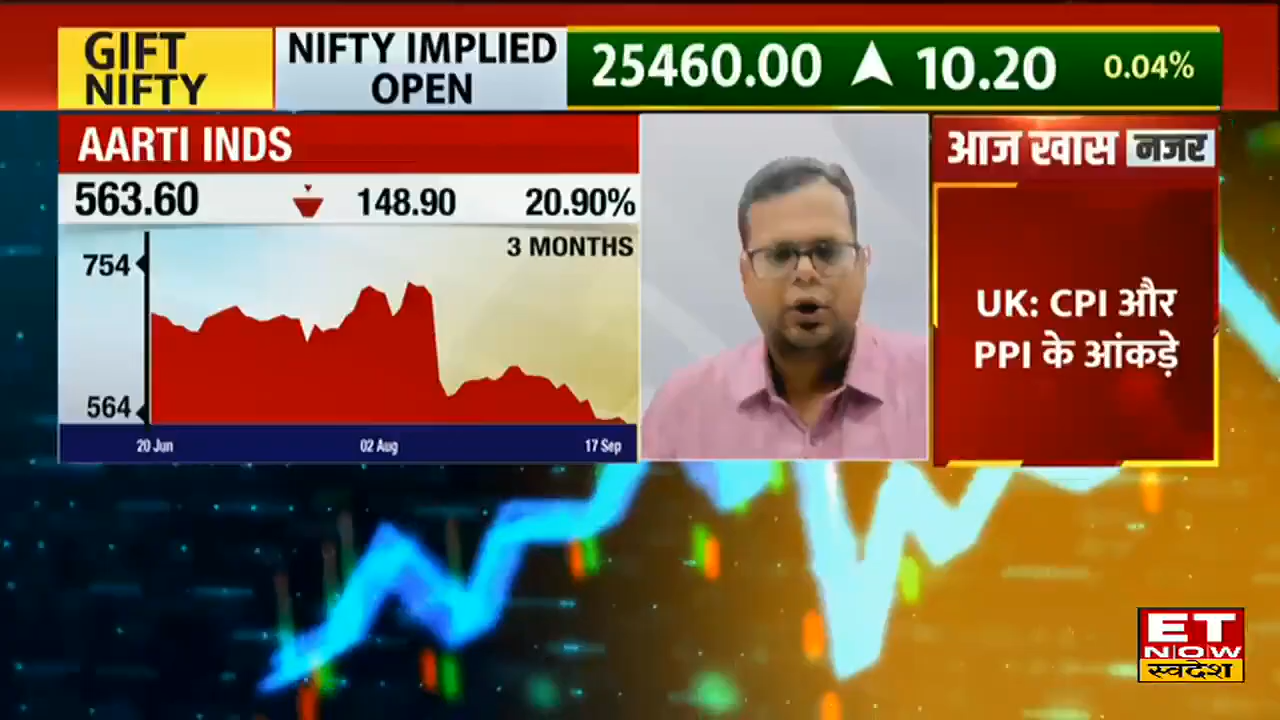 GIFT
NIFTY
NIFTY IMPLIED
OPEN
25460.00 10.20 0.04%
AARTI INDS
563.60 148.90 20.90%
3 MONTHS
754
564
20 Jun 02 Aug 17 Sep
आज खास नजर
UK: CPI और
PPI के आंकड़े
ET
NOW
स्वदेश